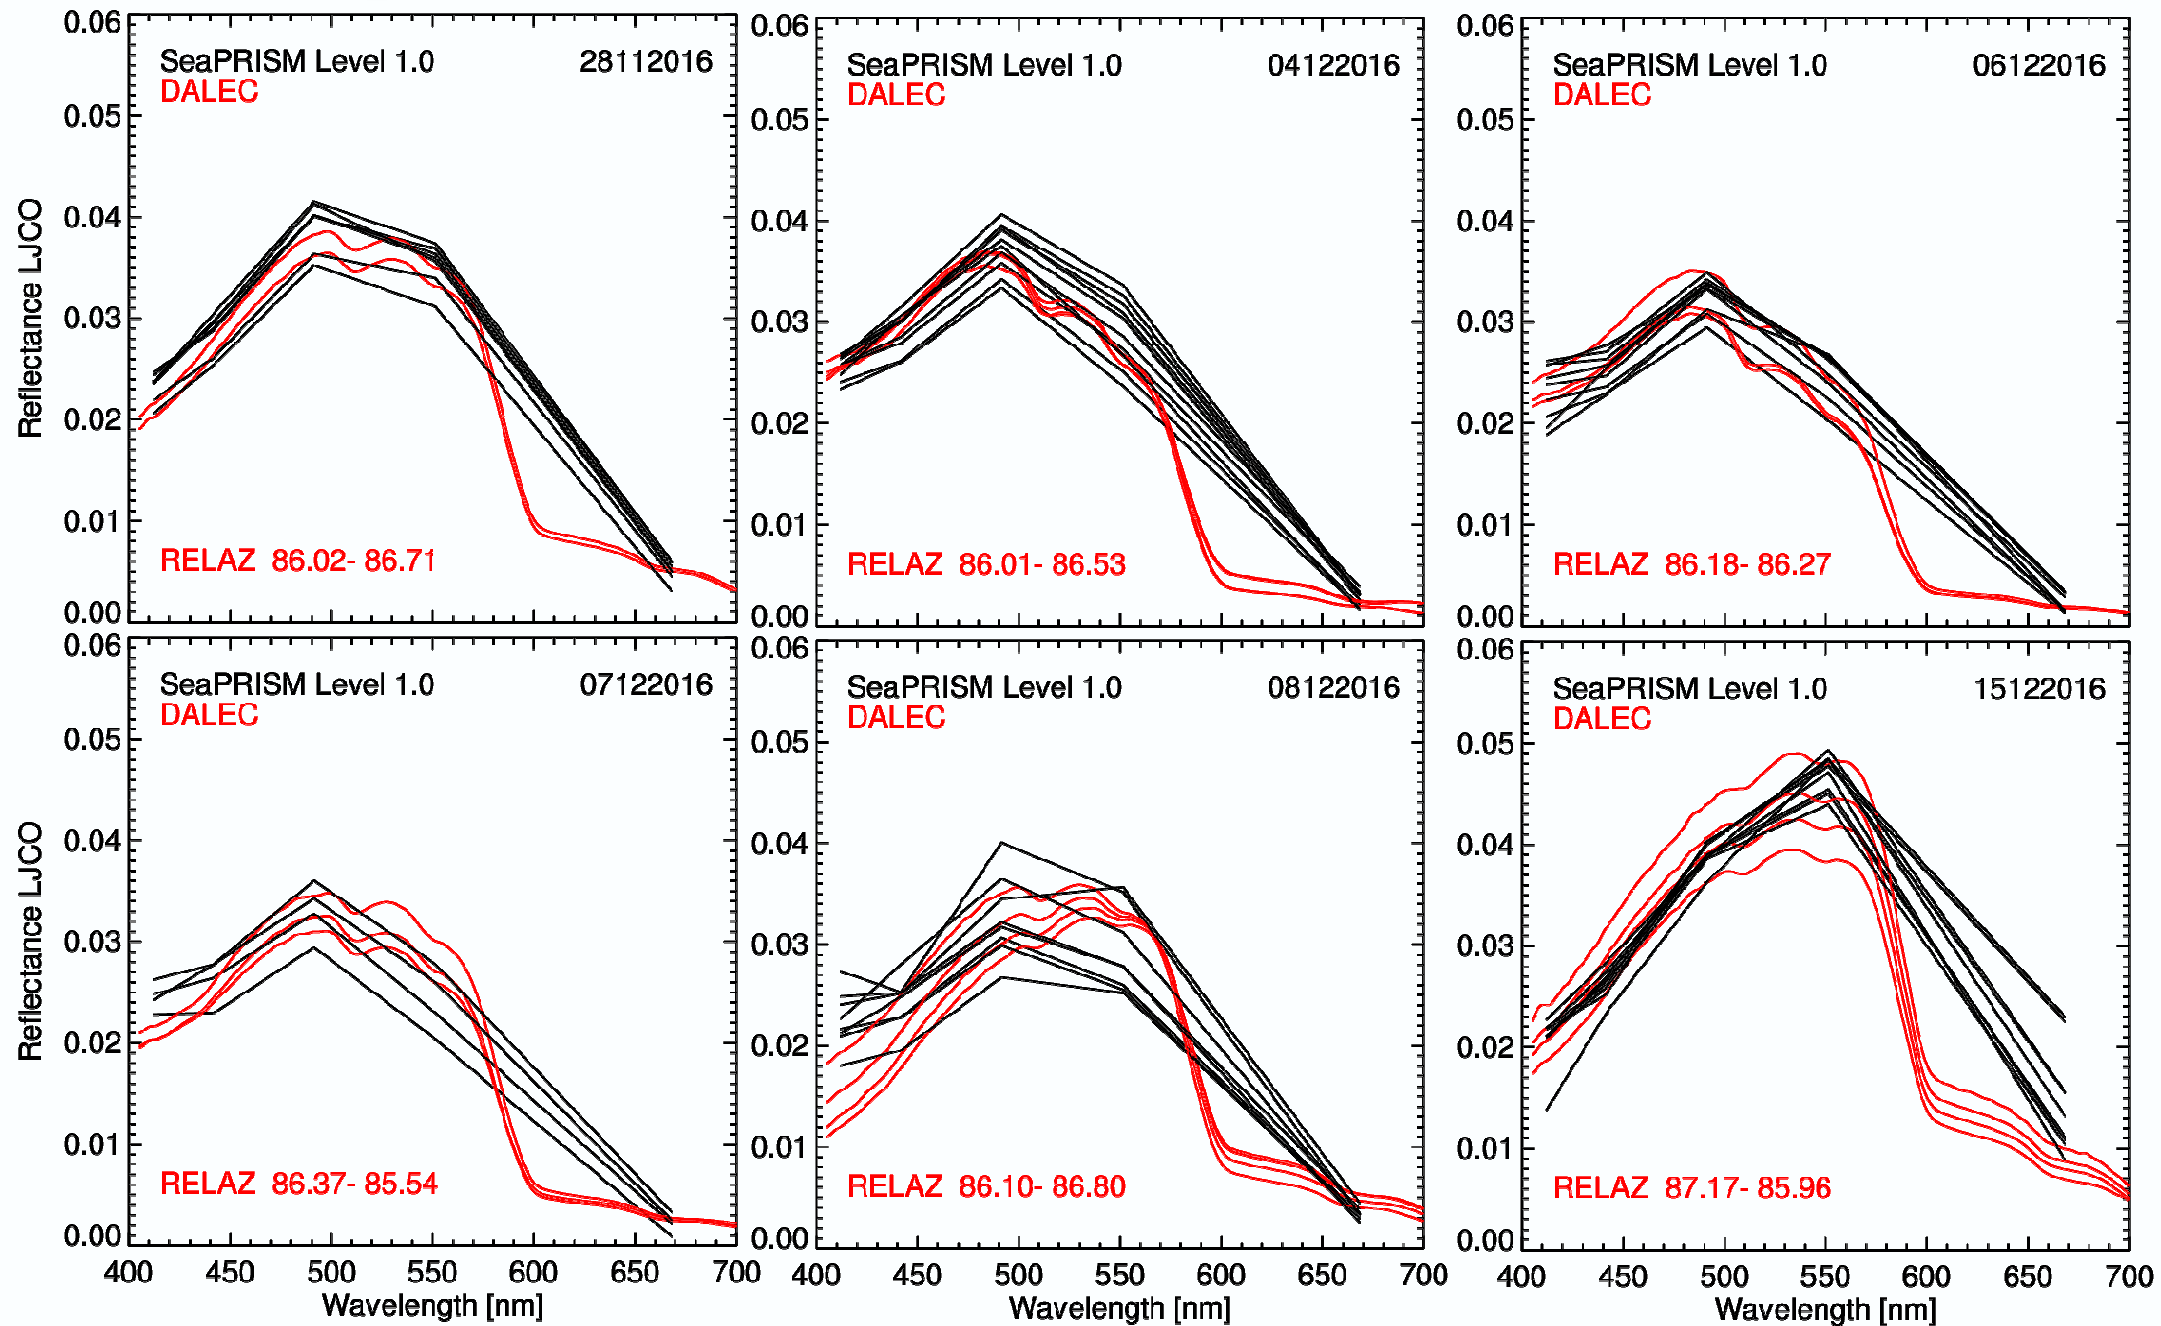 0.06
0.05
0.04
0.03
0.02
0.01
0.00
Reflectance LJCO
SeaPRISM Level 1.0 28112016
DALEC
RELAZ 86.02- 86.71
0.06
0.05
0.04
0.03
0.02
0.01
0.00
SeaPRISM Level 1.0 04122016
DALEC
RELAZ 86.01- 86.53
0.06
0.05
0.04
0.03
0.02
0.01
0.00
SeaPRISM Level 1.0 06122016
DALEC
RELAZ 86.18- 86.27
0.06
0.05
0.04
0.03
0.02
0.01
0.00
Reflectance LJCO
SeaPRISM Level 1.0 07122016
DALEC
RELAZ 86.37- 85.54
400 450 500 550 600 650 700
Wavelength [nm]
0.06
0.05
0.04
0.03
0.02
0.01
0.00
SeaPRISM Level 1.0 08122016
DALEC
RELAZ 86.10- 86.80
400 450 500 550 600 650 700
Wavelength [nm]
0.06
0.05
0.04
0.03
0.02
0.01
0.00
SeaPRISM Level 1.0 15122016
DALEC
RELAZ 87.17- 85.96
400 450 500 550 600 650 700
Wavelength [nm]